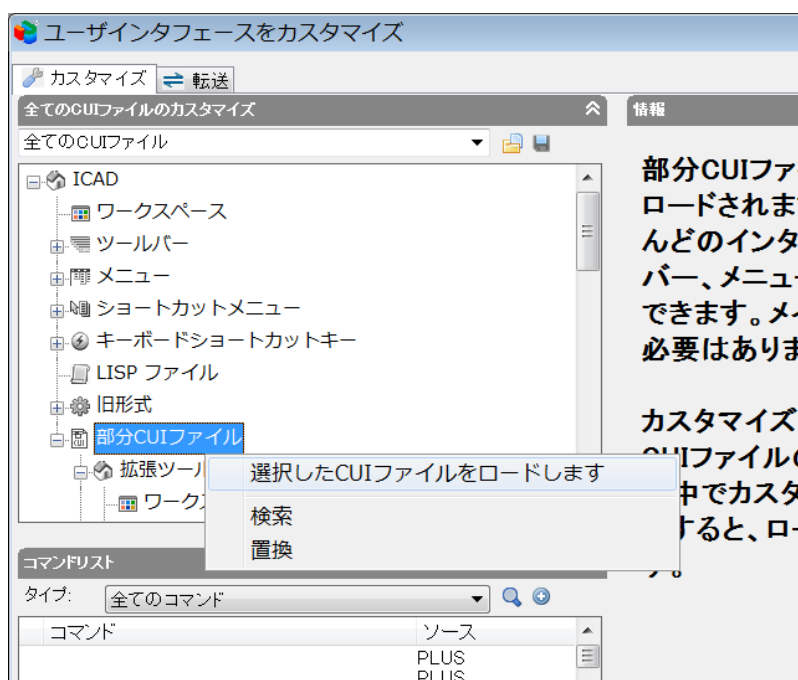 ユーザインタフェースをカスタマイズ
カスタマイズ
転送
全てのCUIファイルのカスタマイズ
全てのCUIファイル
ICAD
ワークスペース
ツールバー
メニュー
ショートカットメニュー
キーボードショートカットキー
LISP ファイル
旧形式
部分CUIファイル
拡張ツール
ワーク
選択したCUIファイルをロードします
検索
置換
コマンドリスト
タイプ:
全てのコマンド
コマンド
ソース
PLUS
PLUS
情報
部分CUIファ
ロードされま
んどのインタ
バー、メニュー
できます。メイ
必要はありま
カスタマイズ
CUIファイルの
中でカスタ
すると、ロー
す。